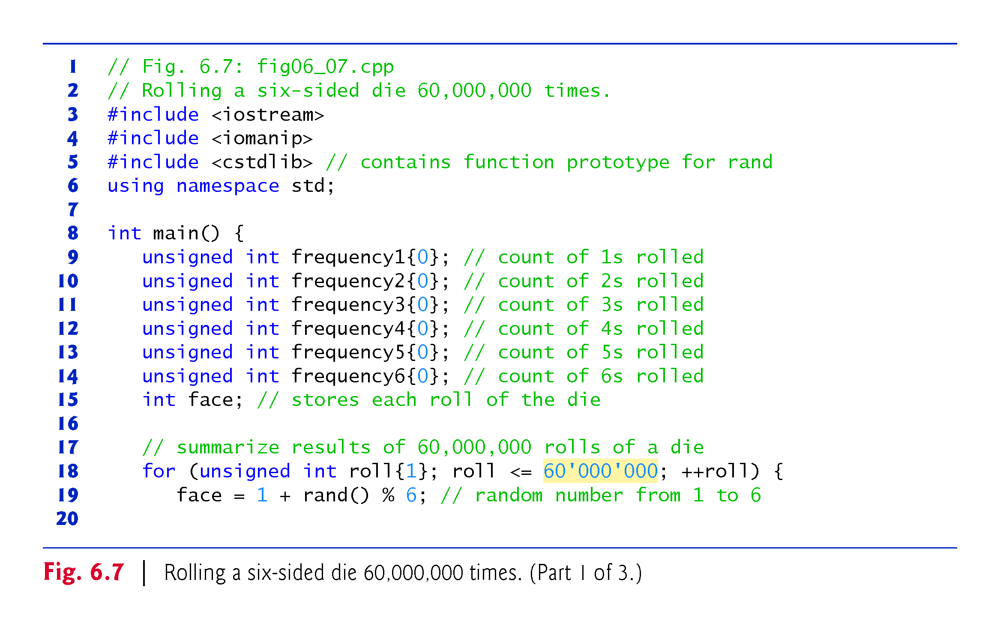 1 // Fig. 6.7: fig06_07.cpp
2 // Rolling a six-sided die 60,000,000 times.
3 #include <iostream>
4 #include <iomanip>
5 #include <cstdlib> // contains function prototype for rand
6 using namespace std;
7
8 int main() {
9    unsigned int frequency1{0}; // count of 1s rolled
10    unsigned int frequency2{0}; // count of 2s rolled
11    unsigned int frequency3{0}; // count of 3s rolled
12    unsigned int frequency4{0}; // count of 4s rolled
13    unsigned int frequency5{0}; // count of 5s rolled
14    unsigned int frequency6{0}; // count of 6s rolled
15    int face; // stores each roll of the die
16
17    // summarize results of 60,000,000 rolls of a die
18    for (unsigned int roll{1}; roll <= 60'000'000; ++roll) {
19       face = 1 + rand() % 6; // random number from 1 to 6
20
Fig. 6.7 | Rolling a six-sided die 60,000,000 times. (Part 1 of 3.)